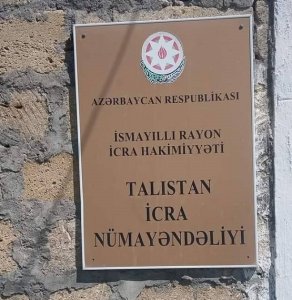 AZƏRBAYCAN RESPUBLİKASI
İSMAYILLI RAYON
İCRA HAKİMİYYƏTİ
TALISTAN
İCRA
NÜMAYƏNDƏLİYİ